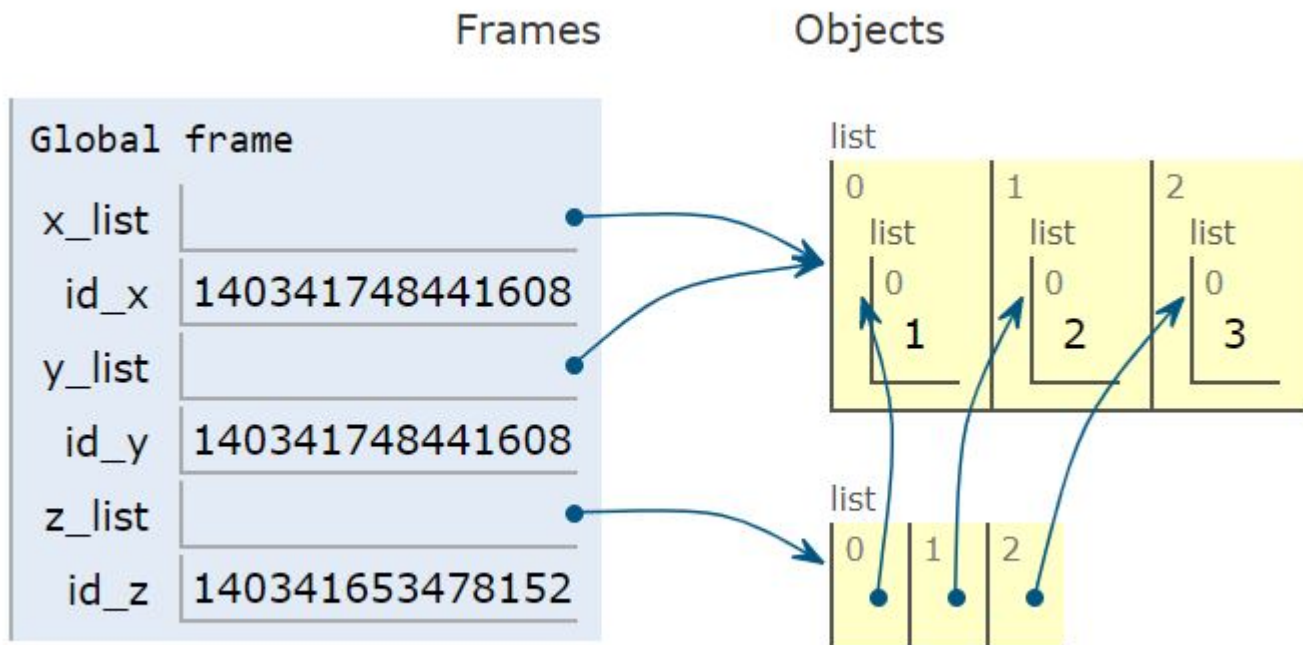 Frames Objects
Global frame
x_list
id_x 140341748441608
y_list
id_y 140341748441608
z_list
id_z 140341653478152
list
0 1 2
list list list
0 0 0
1 2 3
list
0 1 2